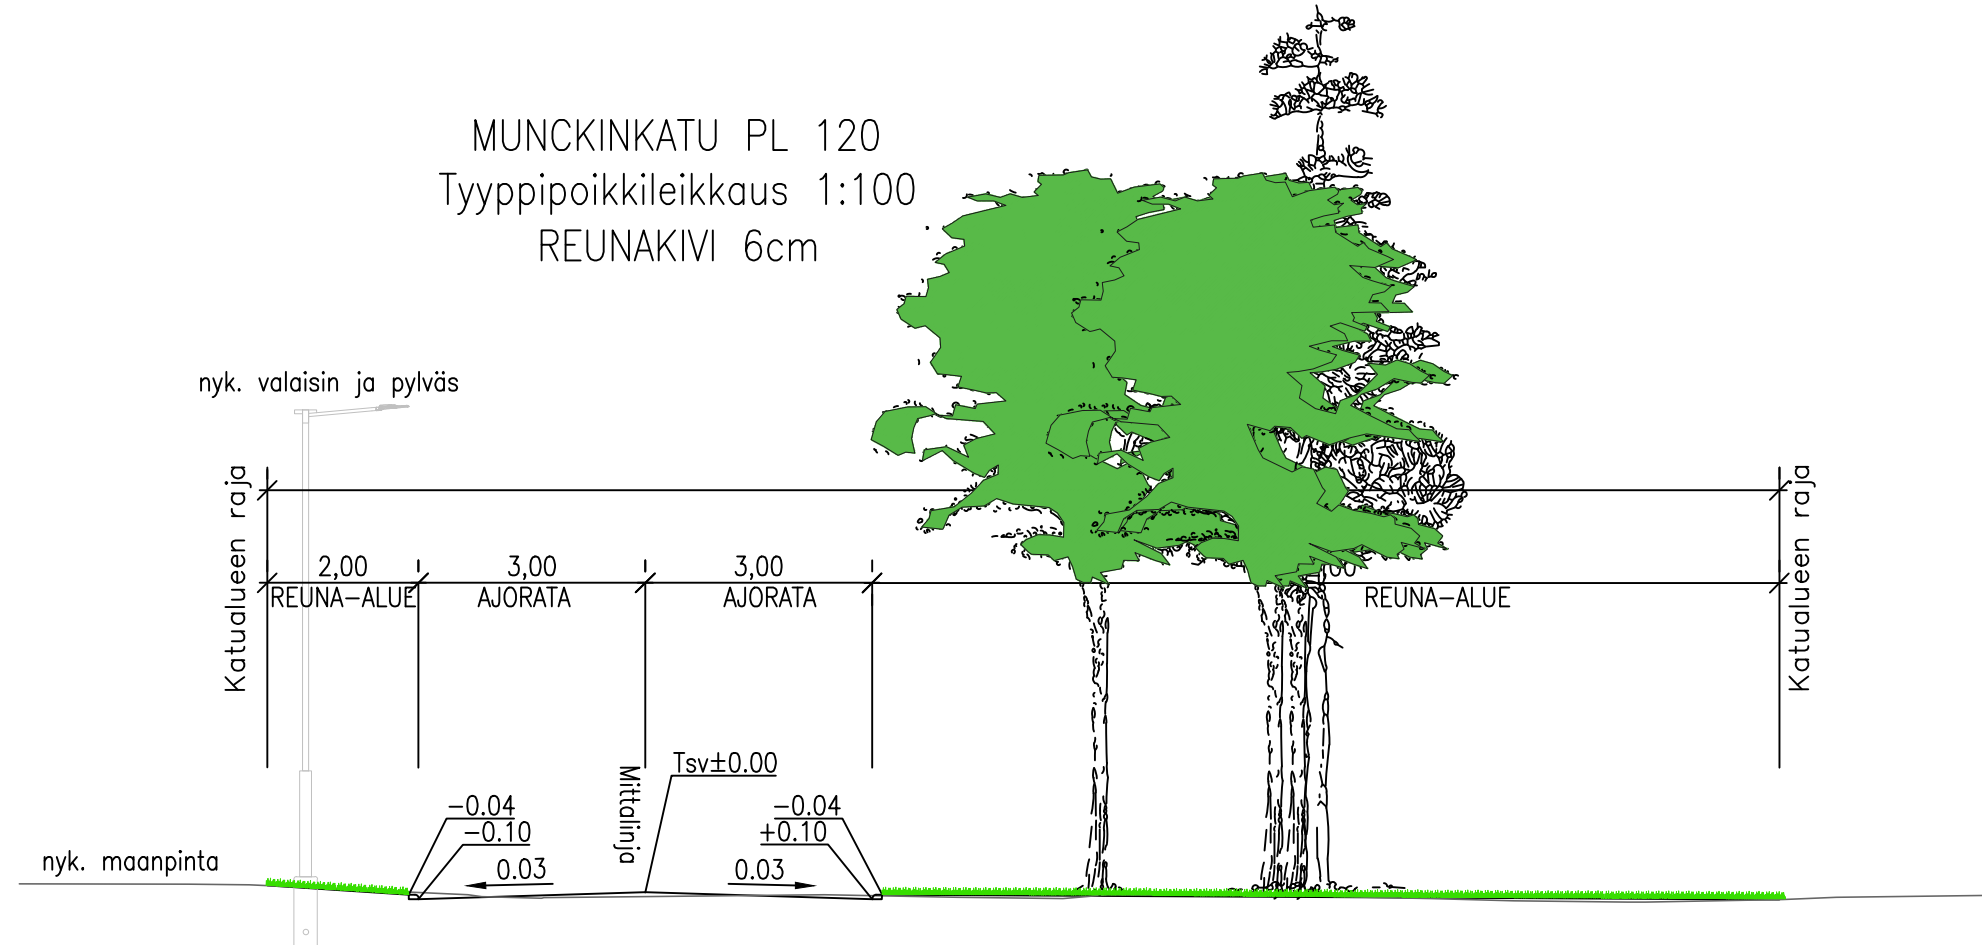 MUNCKINKATU PL 120
Tyyppipoikkileikkaus 1:100
REUNAKIVI 6cm
nyk. valaisin ja pylväs
Katualueen raja
Katualueen raja
2,00
3,00
3,00
REUNA-ALUE
AJORATA
AJORATA
REUNA-ALUE
Mittalinja
Tsv±0.00
-0.04
-0.10
0.03
-0.04
+0.10
0.03
nyk. maanpinta